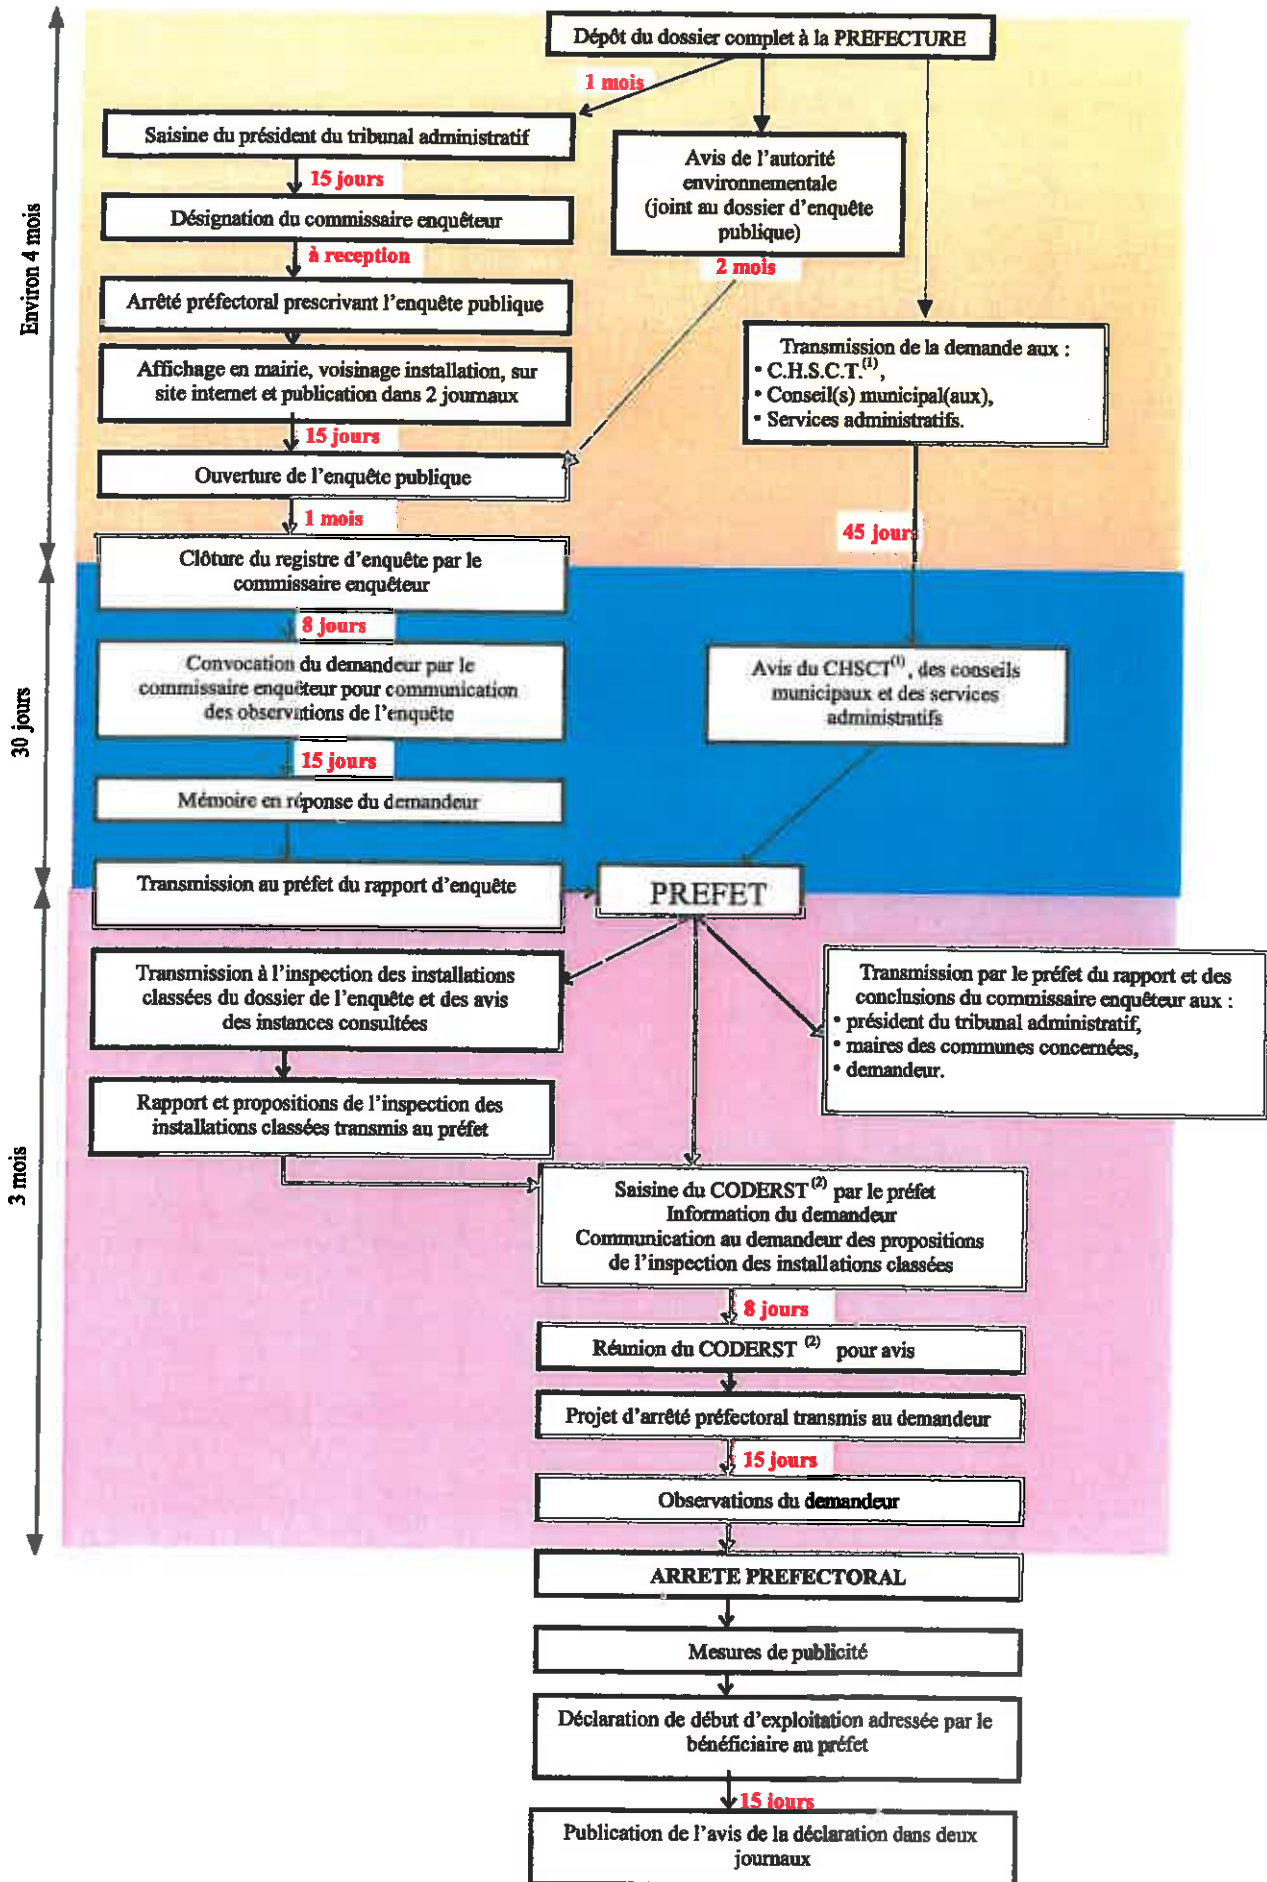 Dépôt du dossier complet à la PREFECTURE
1 mois
Saisine du président du tribunal administratif
15 jours
Désignation du commissaire enquêteur
à reception
Arrêté préfectoral prescrivant l'enquête publique
Affichage en mairie, voisinage installation, sur
site internet et publication dans 2 journaux
15 jours
Ouverture de l'enquête publique
1 mois
Avis de l'autorité
environnementale
(joint au dossier d'enquête
publique)
2 mois
Transmission de la demande aux :
• C.H.S.C.T.(1),
• Conseil(s) municipal(aux),
• Services administratifs.
45 jours
Environ 4 mois
Clôture du registre d'enquête par le
commissaire enquêteur
8 jours
Convocation du demandeur par le
commissaire enquêteur pour communication
des observations de l'enquête
15 jours
Mémoire en réponse du demandeur
Avis du CHSCT(1), des conseils
municipaux et des services
administratifs
30 jours
Transmission au préfet du rapport d'enquête
PREFET
Transmission à l'inspection des installations
classées du dossier de l'enquête et des avis
des instances consultées
Transmission par le préfet du rapport et des
conclusions du commissaire enquêteur aux :
• président du tribunal administratif,
• maires des communes concernées,
• demandeur.
Rapport et propositions de l'inspection des
installations classées transmis au préfet
3 mois
Saisine du CODERST(2) par le préfet
Information du demandeur
Communication au demandeur des propositions
de l'inspection des installations classées
8 jours
Réunion du CODERST (2) pour avis
Projet d'arrêté préfectoral transmis au demandeur
15 jours
Observations du demandeur
ARRETE PREFECTORAL
Mesures de publicité
Déclaration de début d'exploitation adressée par le
bénéficiaire au préfet
15 jours
Publication de l'avis de la déclaration dans deux
journaux